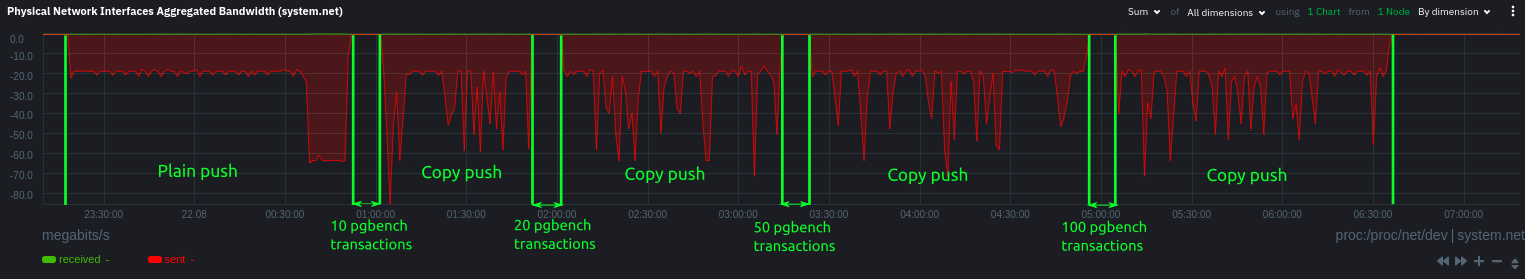 Physical Network Interfaces Aggregated Bandwidth (system.net)
Sum of All dimensions using 1 Chart from 1 Node By dimension
0.0
-10.0
-20.0
-30.0
-40.0
-50.0
-60.0
-70.0
-80.0
Plain push
Copy push
Copy push
Copy push
Copy push
23:30:00 22.08 00:30:00 01:00:00 01:30:00 02:00:00 02:30:00 03:00:00 03:30:00 04:00:00 04:30:00 05:00:00 05:30:00 06:00:00 06:30:00 07:00:00
10 pgbench
transactions
20 pgbench
transactions
50 pgbench
transactions
100 pgbench
transactions
megabits/s
proc:/proc/net/dev | system.net
received -
sent -